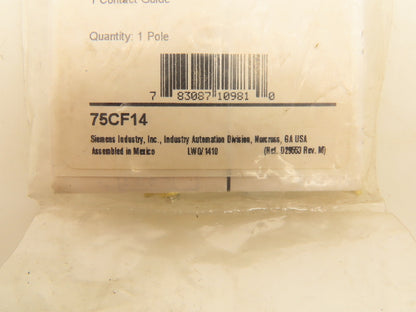 1 Contact Guide
Quantity: 1 Pole
7 83087 10981 0
75CF14
Siemens Industry, Inc., Industry Automation Division, Norcross, GA USA
Assembled in Mexico LWO/1410 (Ref. D29553 Rev. M)